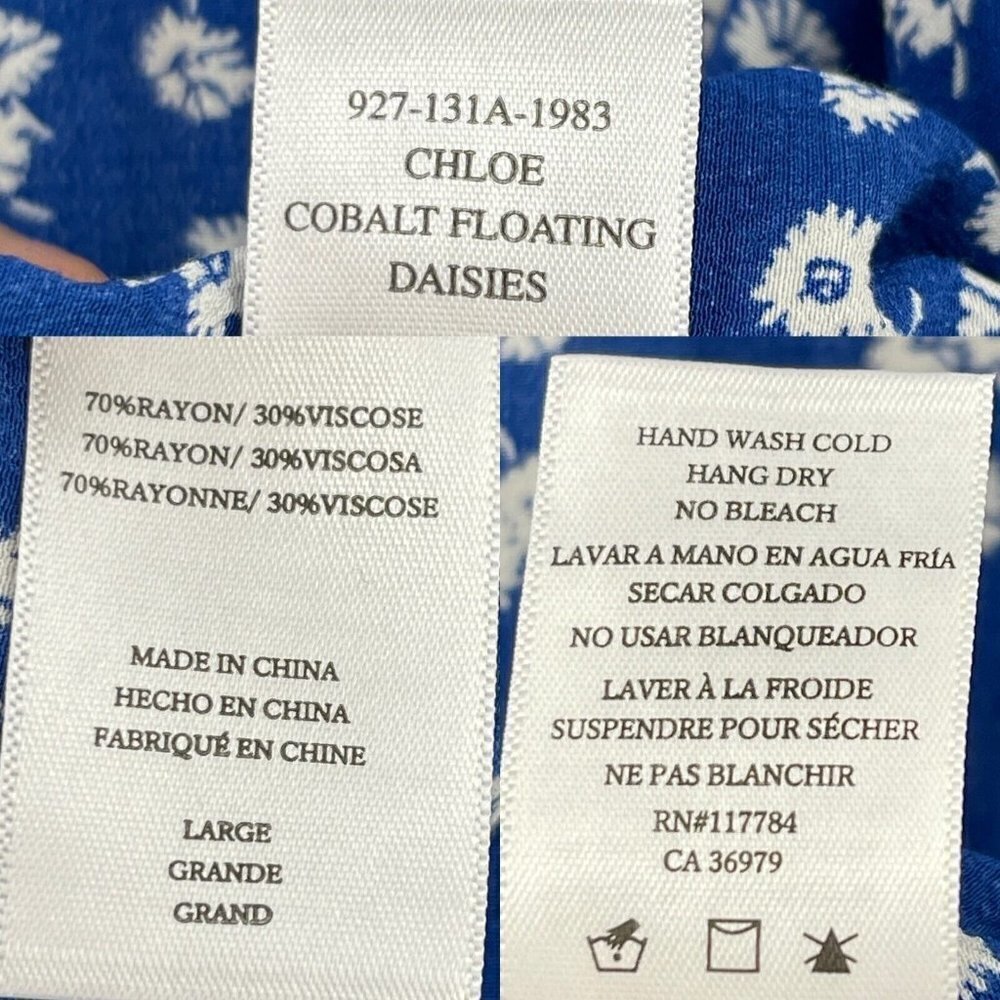 927-131A-1983
CHLOE
COBALT FLOATING
DAISIES
70%RAYON/ 30%VISCOSE
70%RAYON/ 30%VISCOSA
70%RAYONNE/ 30%VISCOSE
MADE IN CHINA
HECHO EN CHINA
FABRIQUÉ EN CHINE
LARGE
GRANDE
GRAND
HAND WASH COLD
HANG DRY
NO BLEACH
LAVAR A MANO EN AGUA FRÍA
SECAR COLGADO
NO USAR BLANQUEADOR
LAVER À LA FROIDE
SUSPENDRE POUR SÉCHER
NE PAS BLANCHIR
RN#117784
CA 36979